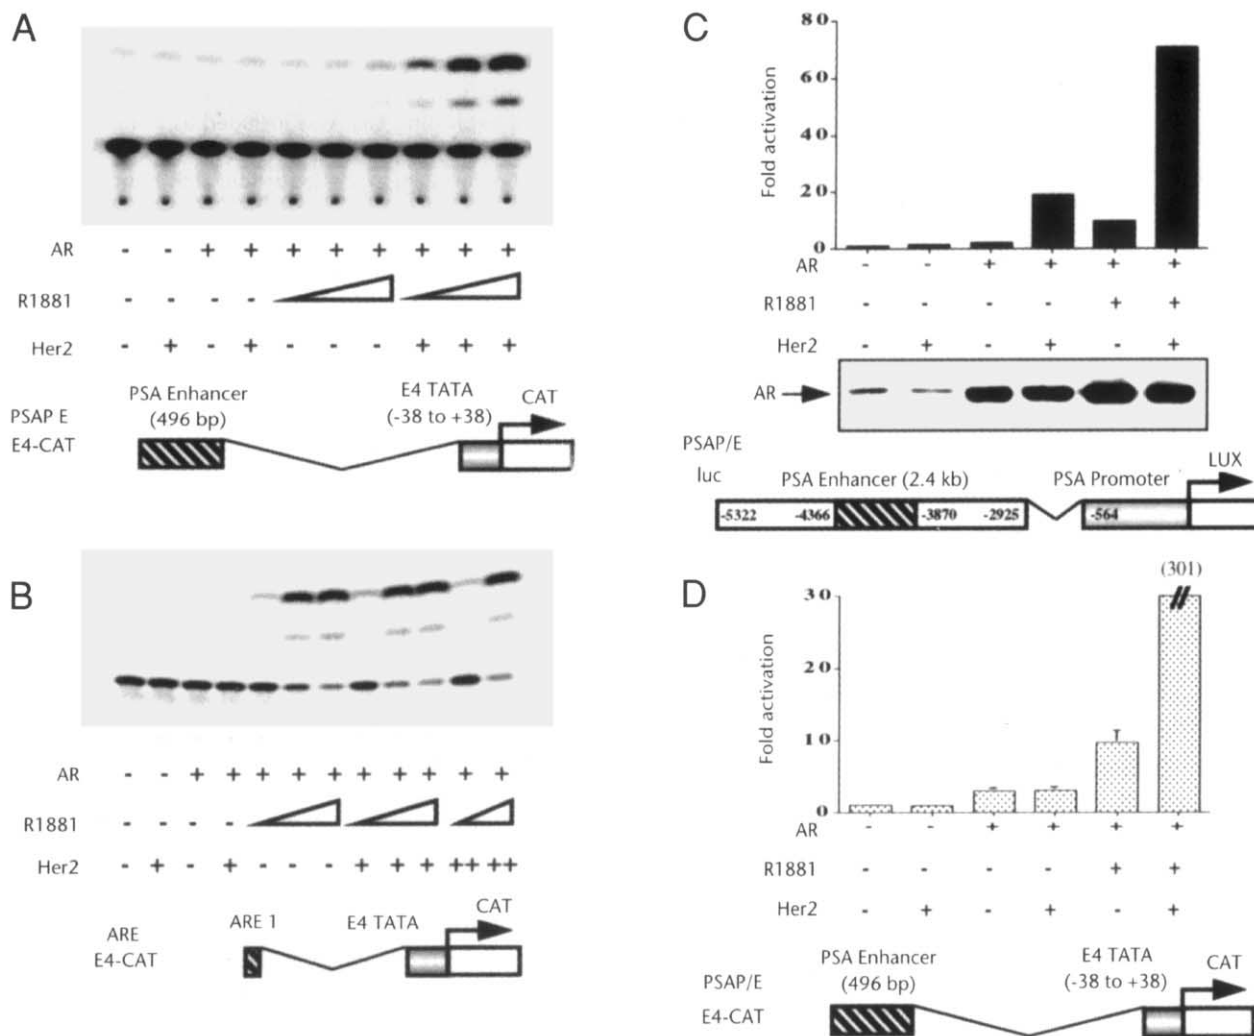 A
AR - - + + + + + + + +
R1881 - - - -
Her2 - + - + - - - + + +
PSAP E
E4-CAT
PSA Enhancer
(496 bp)
E4 TATA
(-38 to +38)
CAT
B
AR - - + + + + + + + + + +
R1881 - - - -
Her2 - + - + - - - + + + ++ ++
ARE
E4-CAT
ARE 1
E4 TATA
CAT
C
Fold activation
80
60
40
20
0
AR - - + + + +
R1881 - - - - + +
Her2 - + - + - +
AR
PSAP/E
luc
PSA Enhancer (2.4 kb)
PSA Promoter
LUX
-5322 -4366 -3870 -2925 -564
D
(301)
Fold activation
30
20
10
0
AR - - + + + +
R1881 - - - - + +
Her2 - + - + - +
PSAP/E
E4-CAT
PSA Enhancer
(496 bp)
E4 TATA
(-38 to +38)
CAT